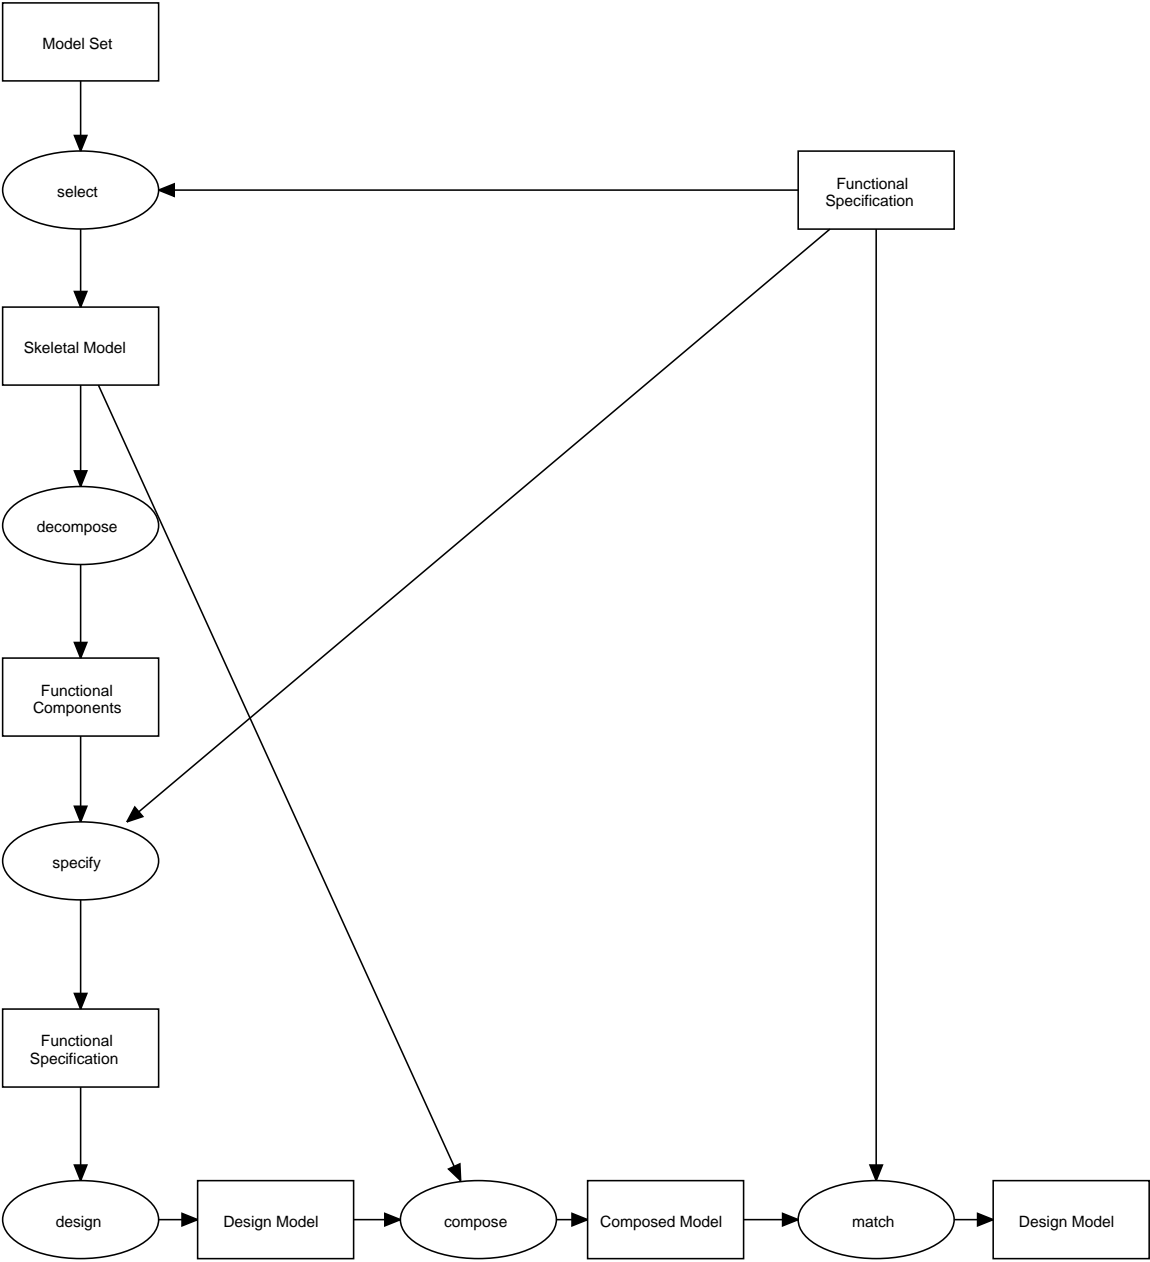 Model Set
select
Functional
Specification
Skeletal Model
decompose
Functional
Components
specify
Functional
Specification
design
Design Model
compose
Composed Model
match
Design Model